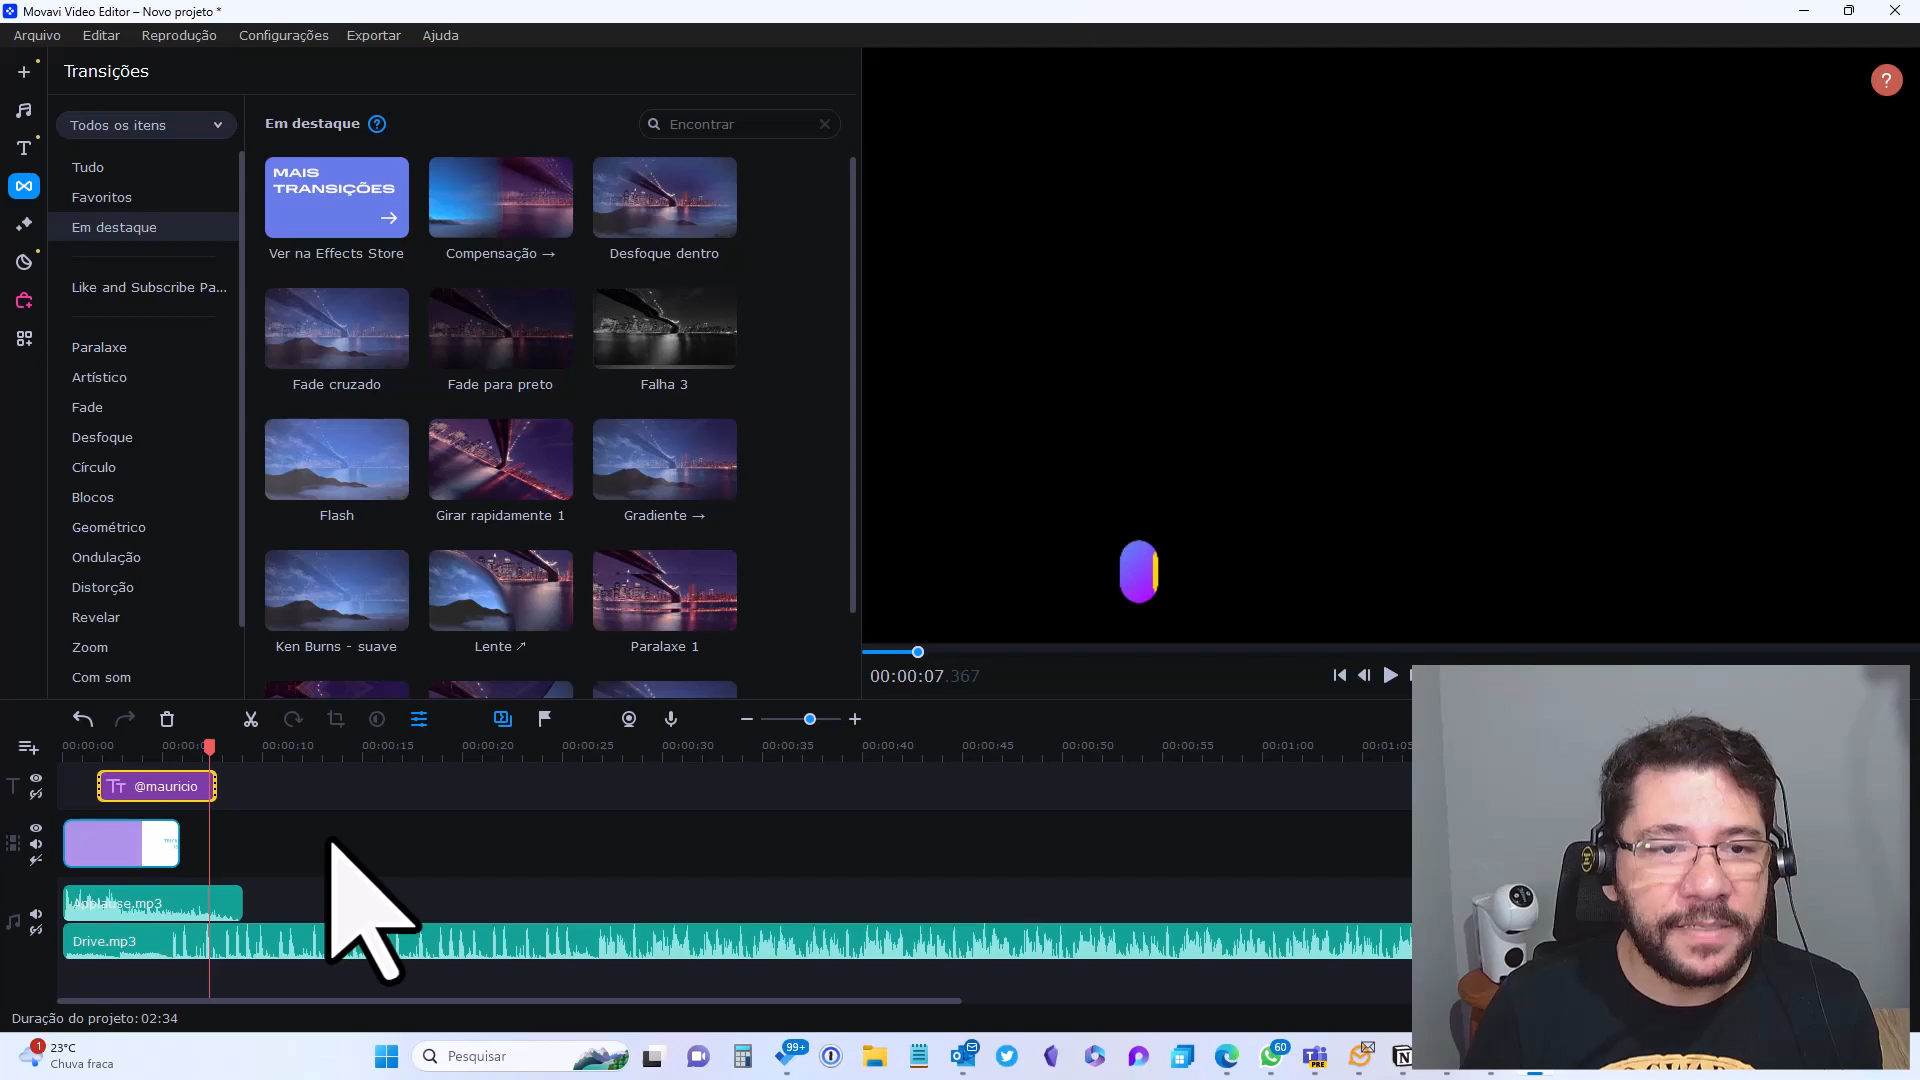 Movavi Video Editor – Novo projeto *
Arquivo
Editar
Reprodução
Configurações
Exportar
Ajuda
Transições
Todos os itens
Tudo
Favoritos
Em destaque
Like and Subscribe Pa...
Paralaxe
Artístico
Fade
Desfoque
Círculo
Blocos
Geométrico
Ondulação
Distorção
Revelar
Zoom
Com som
Em destaque
?
Encontrar
MAIS
TRANSIÇÕES
Ver na Effects Store
Compensação →
Desfoque dentro
Fade cruzado
Fade para preto
Falha 3
Flash
Girar rapidamente 1
Gradiente →
Ken Burns - suave
Lente ↗
Paralaxe 1
?
00:00:07.367
00:00:00
00:00:10
00:00:15
00:00:20
00:00:25
00:00:30
00:00:35
00:00:40
00:00:45
00:00:50
00:00:55
00:01:00
00:01:05
@mauricio
Applause.mp3
Drive.mp3
Duração do projeto: 02:34
1
23°C
Chuva fraca
Pesquisar
99+
60
PRE